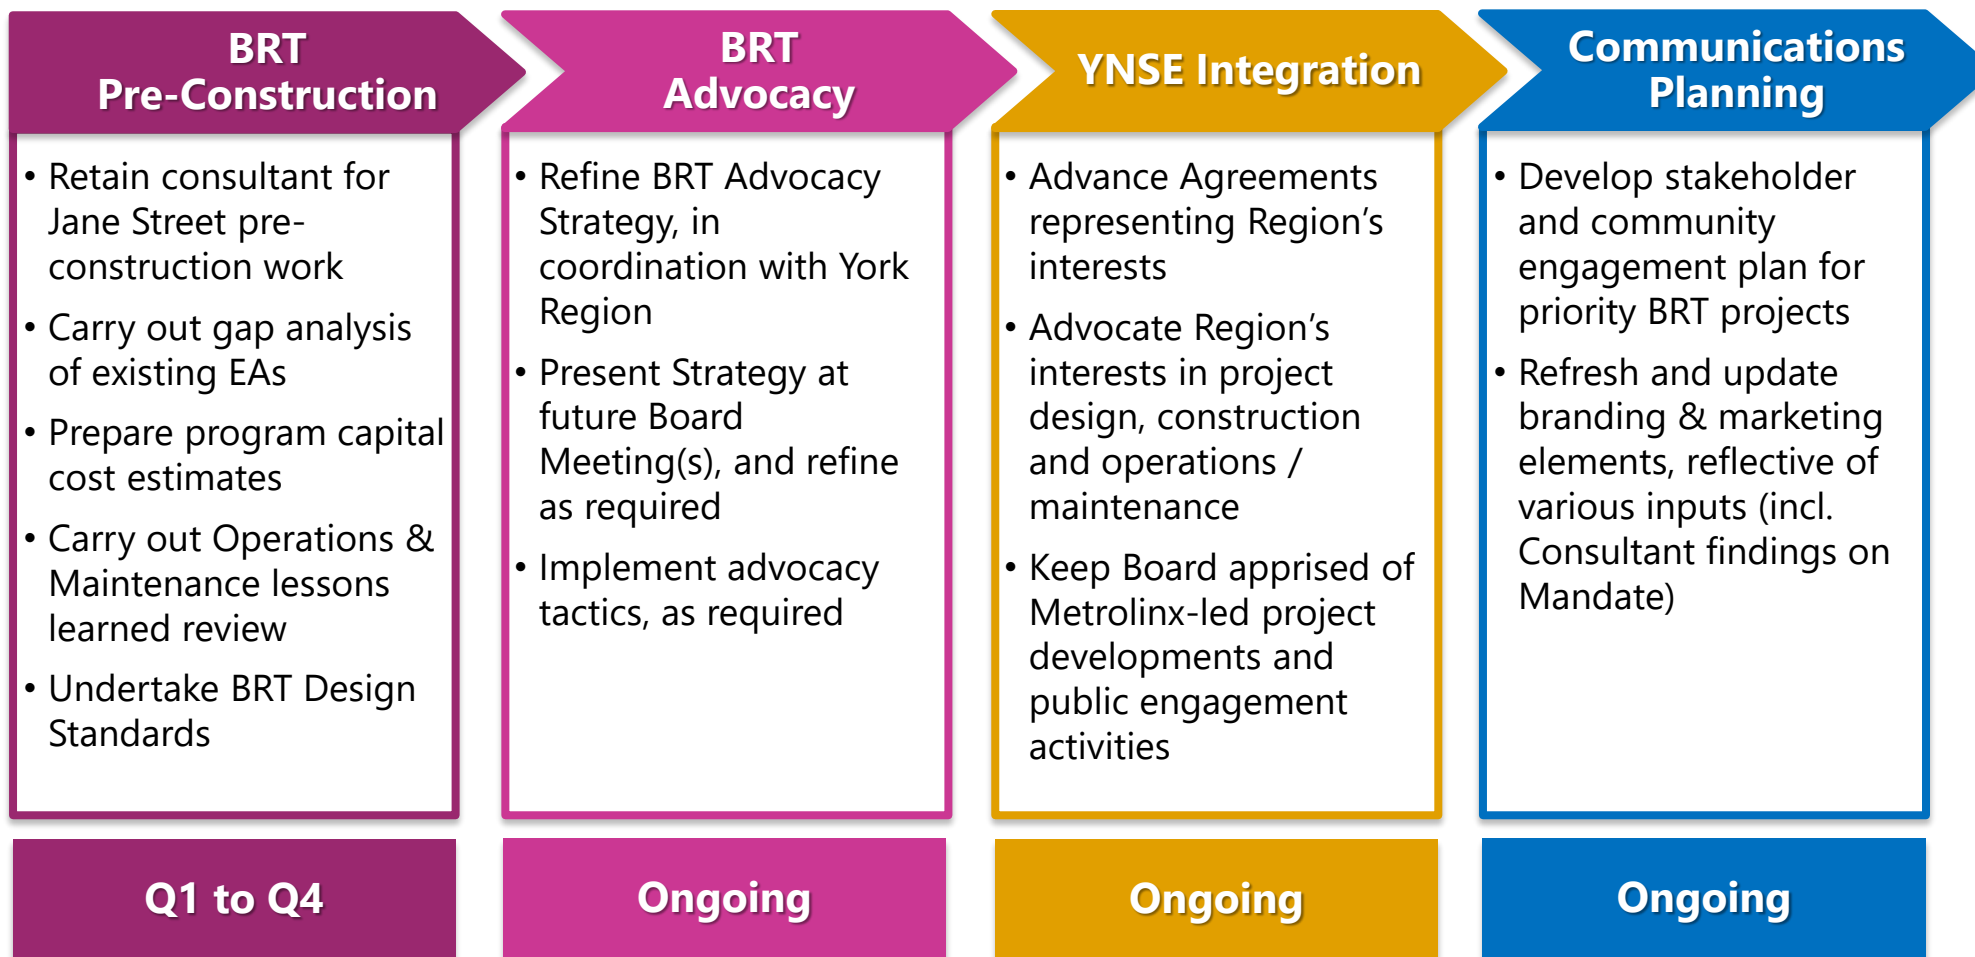 BRT
Pre-Construction
• Retain consultant for
Jane Street pre-
construction work
• Carry out gap analysis
of existing EAs
• Prepare program capital
cost estimates
• Carry out Operations &
Maintenance lessons
learned review
• Undertake BRT Design
Standards
Q1 to Q4
BRT
Advocacy
• Refine BRT Advocacy
Strategy, in
coordination with York
Region
• Present Strategy at
future Board
Meeting(s), and refine
as required
• Implement advocacy
tactics, as required
Ongoing
YNSE Integration
• Advance Agreements
representing Region’s
interests
• Advocate Region’s
interests in project
design, construction
and operations /
maintenance
• Keep Board apprised of
Metrolinx-led project
developments and
public engagement
activities
Ongoing
Communications
Planning
• Develop stakeholder
and community
engagement plan for
priority BRT projects
• Refresh and update
branding & marketing
elements, reflective of
various inputs (incl.
Consultant findings on
Mandate)
Ongoing